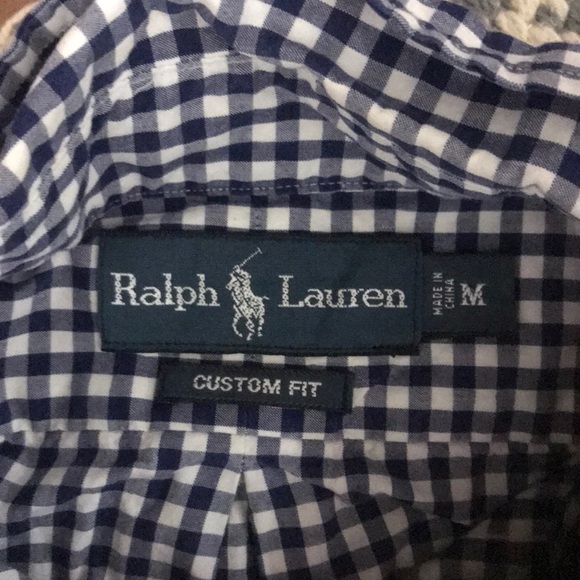 Ralph Lauren
MADE IN
CHINA
M
CUSTOM FIT